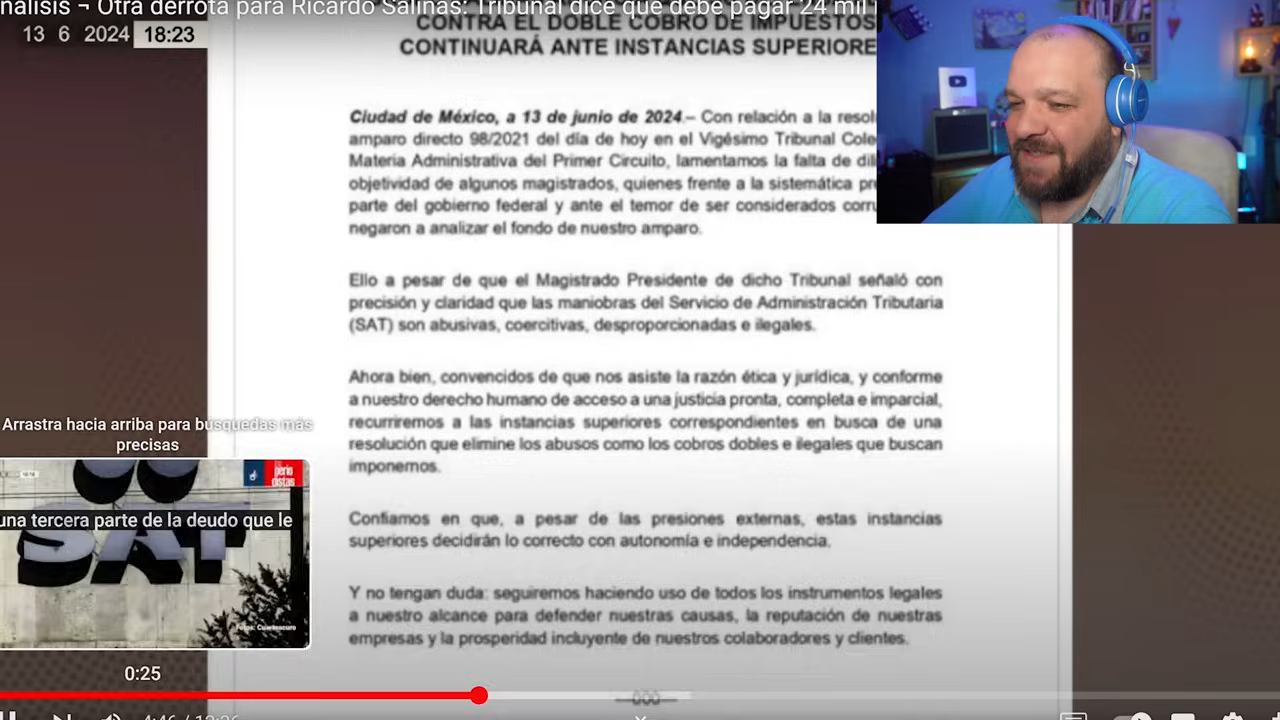 nálisis ¬ Otra derrota para Ricardo Salinas: Tribunal dice que debe pagar 24 mil
13 6 2024 18:23
CONTRA EL DOBLE COBRO DE IMPUESTOS
CONTINUARÁ ANTE INSTANCIAS SUPERIORE
Ciudad de México, a 13 de junio de 2024.– Con relación a la resol
amparo directo 98/2021 del día de hoy en el Vigésimo Tribunal Cole
Materia Administrativa del Primer Circuito, lamentamos la falta de dili
objetividad de algunos magistrados, quienes frente a la sistemática pre
parte del gobierno federal y ante el temor de ser considerados corru
negaron a analizar el fondo de nuestro amparo.
Ello a pesar de que el Magistrado Presidente de dicho Tribunal señaló con
precisión y claridad que las maniobras del Servicio de Administración Tributaria
(SAT) son abusivas, coercitivas, desproporcionadas e ilegales.
Ahora bien, convencidos de que nos asiste la razón ética y jurídica, y conforme
a nuestro derecho humano de acceso a una justicia pronta, completa e imparcial,
recurriremos a las instancias superiores correspondientes en busca de una
resolución que elimine los abusos como los cobros dobles e ilegales que buscan
imponernos.
Confiamos en que, a pesar de las presiones externas, estas instancias
superiores decidirán lo correcto con autonomía e independencia.
Y no tengan duda: seguiremos haciendo uso de todos los instrumentos legales
a nuestro alcance para defender nuestras causas, la reputación de nuestras
empresas y la prosperidad incluyente de nuestros colaboradores y clientes.
—000—
Arrastra hacia arriba para búsquedas más
precisas
perio
distas
una tercera parte de la deudo que le
SAT
Fotos: Cuartoscuro
0:25